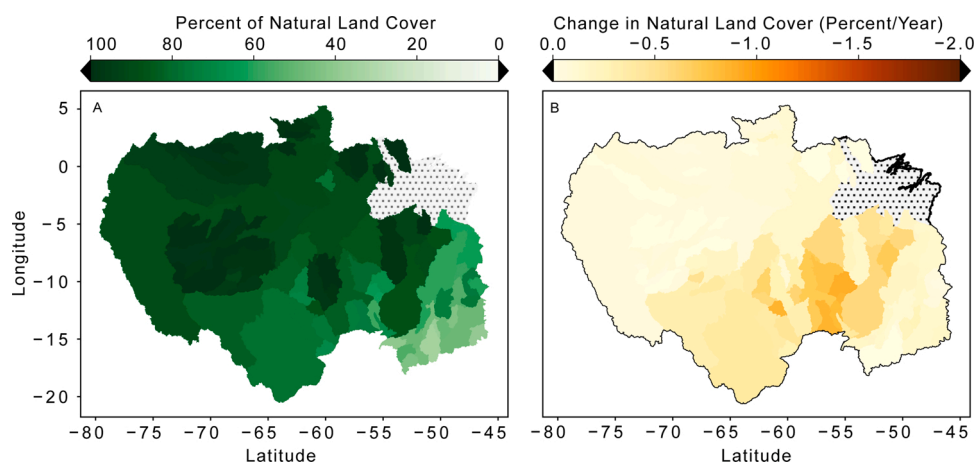 Percent of Natural Land Cover
100 80 60 40 20 0
A
5
0
−5
−10
−15
−20
Longitude
−80 −75 −70 −65 −60 −55 −50 −45
Latitude
Change in Natural Land Cover (Percent/Year)
0.0 −0.5 −1.0 −1.5 −2.0
B
−80 −75 −70 −65 −60 −55 −50 −45
Latitude